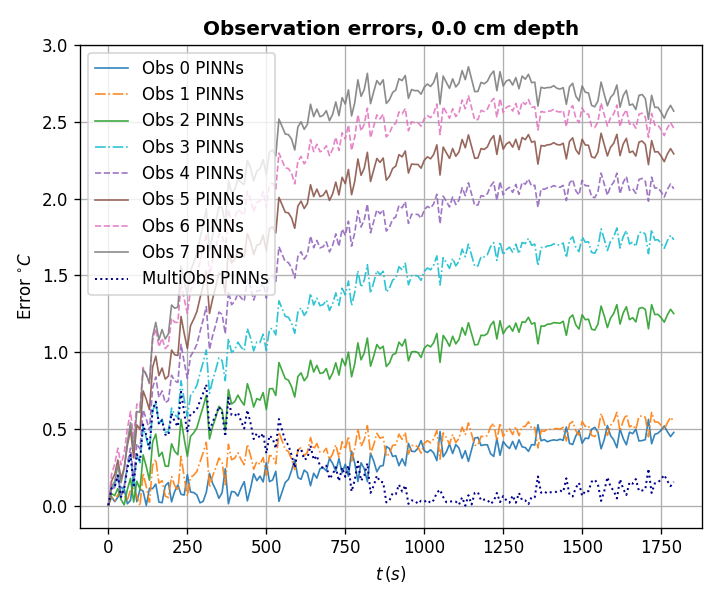 Observation errors, 0.0 cm depth
3.0
2.5
2.0
1.5
1.0
0.5
0.0
Error °C
Obs 0 PINNs
Obs 1 PINNs
Obs 2 PINNs
Obs 3 PINNs
Obs 4 PINNs
Obs 5 PINNs
Obs 6 PINNs
Obs 7 PINNs
MultiObs PINNs
0 250 500 750 1000 1250 1500 1750
t (s)